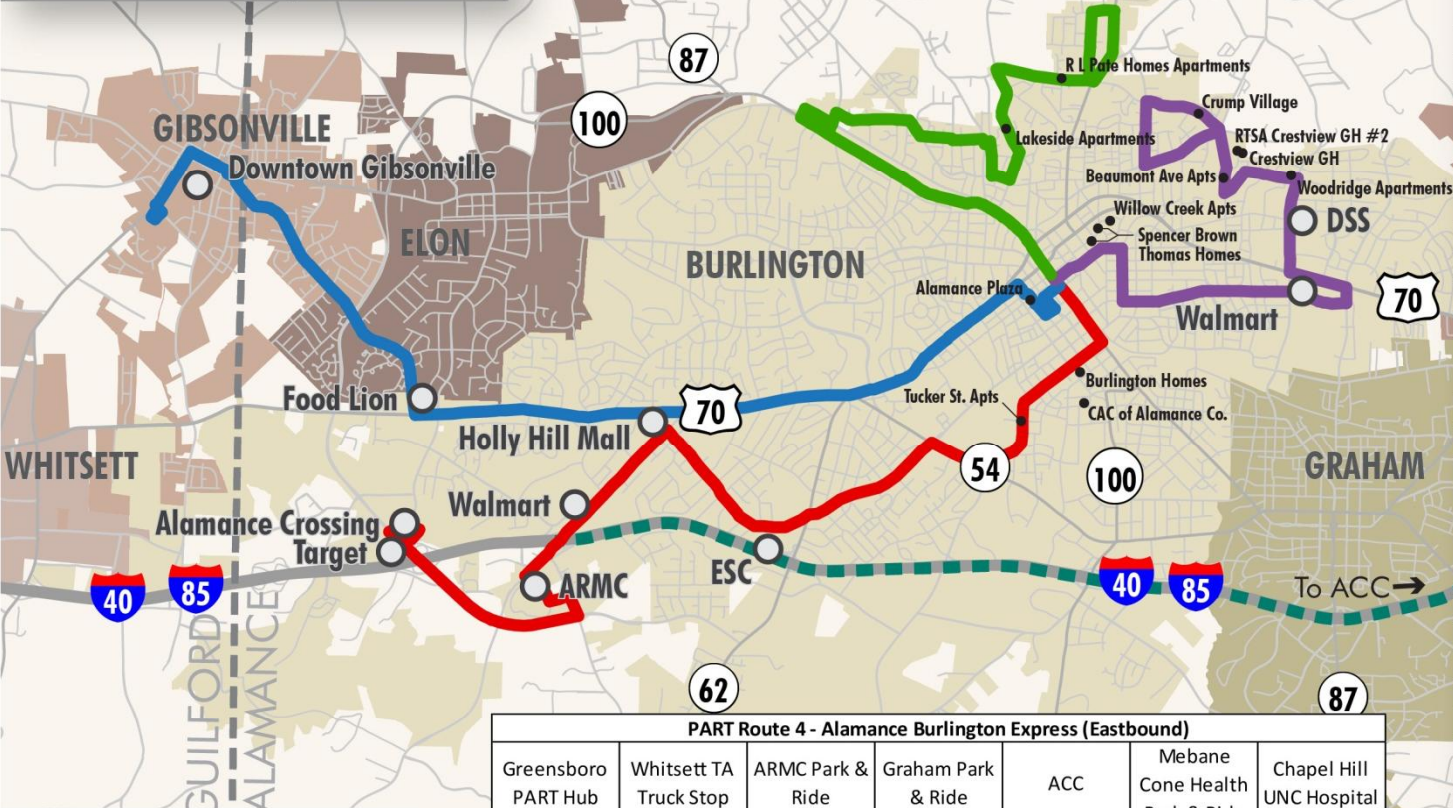 87
R L Pate Homes Apartments
100
Crump Village
GIBSONVILLE
Lakeside Apartments
RTSA Crestview GH #2
Crestview GH
Downtown Gibsonville
Beaumont Ave Apts
Woodridge Apartments
Willow Creek Apts
DSS
ELON
Spencer Brown
Thomas Homes
BURLINGTON
Alamance Plaza
70
Walmart
Burlington Homes
Food Lion
Tucker St. Apts
CAC of Alamance Co.
70
Holly Hill Mall
WHITSETT
54
100
GRAHAM
Walmart
Alamance Crossing
Target
ESC
ARMC
40
85
40
85
To ACC
GUILFORD
ALAMANCE
62
87
PART Route 4 - Alamance Burlington Express (Eastbound)
Greensboro
PART Hub
Whitsett TA
Truck Stop
ARMC Park &
Ride
Graham Park
& Ride
ACC
Mebane
Cone Health
Chapel Hill
UNC Hospital